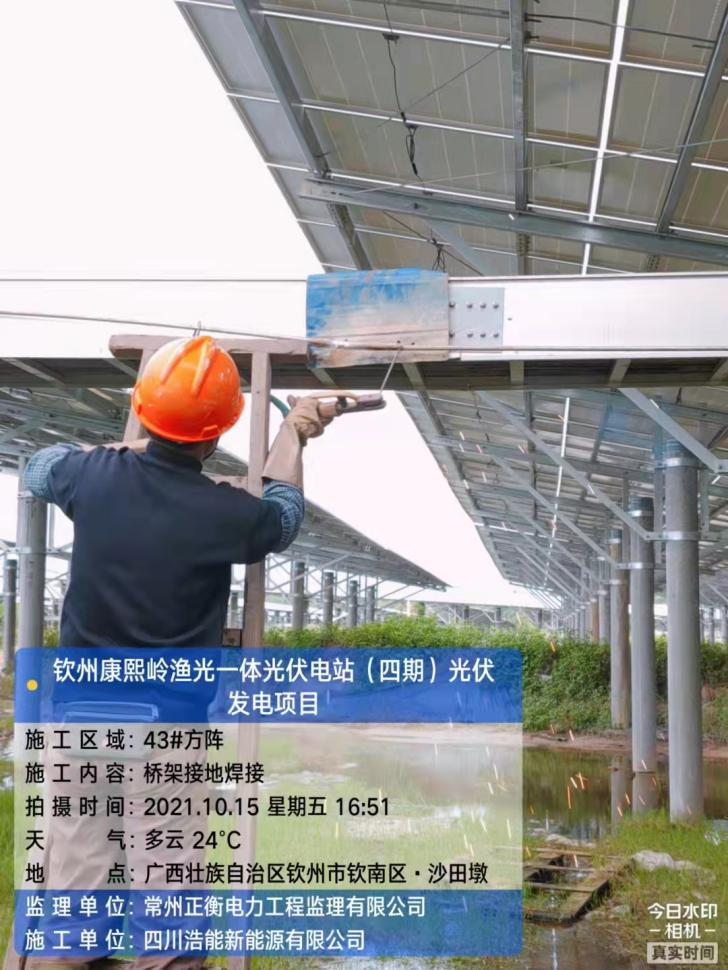 钦州康熙岭渔光一体光伏电站（四期）光伏
发电项目
施工区域：43#方阵
施工内容：桥架接地焊接
拍摄时间：2021.10.15 星期五 16:51
天气：多云 24℃
地点：广西壮族自治区钦州市钦南区·沙田墩
监理单位：常州正衡电力工程监理有限公司
施工单位：四川浩能新能源有限公司
今日水印
相机
真实时间